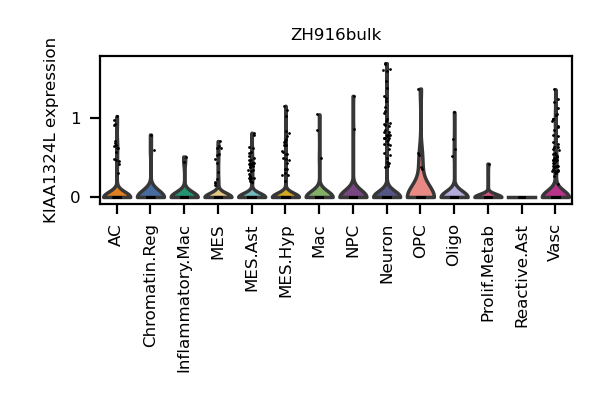 ZH916bulk
KIAA1324L expression
1
0
AC
Chromatin.Reg
Inflammatory.Mac
MES
MES.Ast
MES.Hyp
Mac
NPC
Neuron
OPC
Oligo
Prolif.Metab
Reactive.Ast
Vasc